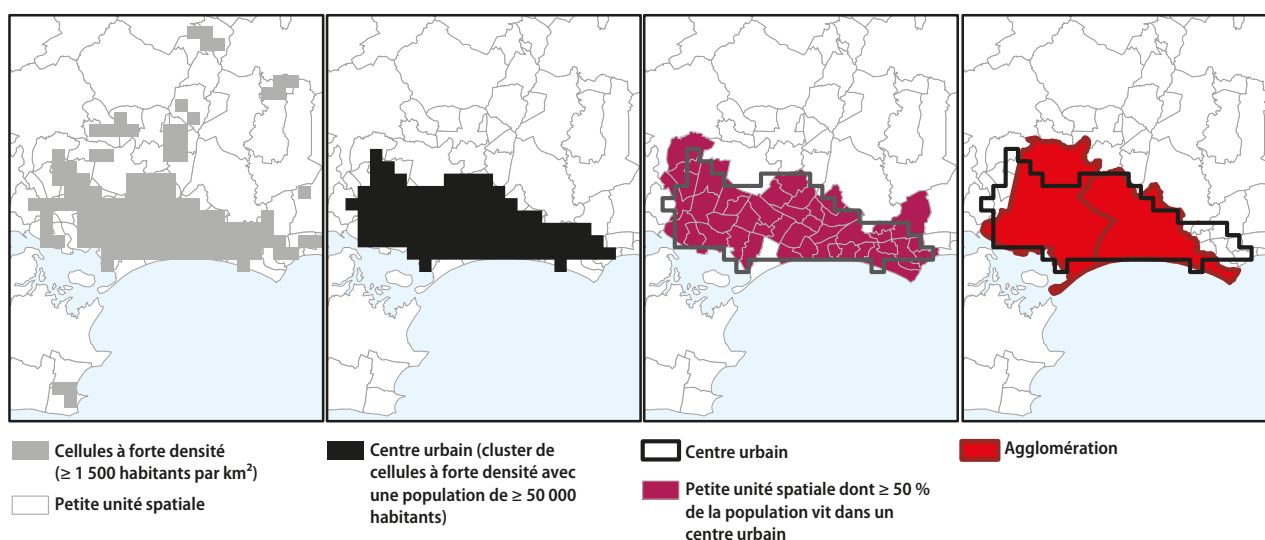 Cellules à forte densité
(≥ 1 500 habitants par km²)
Petite unité spatiale
Centre urbain (cluster de
cellules à forte densité avec
une population de ≥ 50 000
habitants)
Centre urbain
Petite unité spatiale dont ≥ 50 %
de la population vit dans un
centre urbain
Agglomération